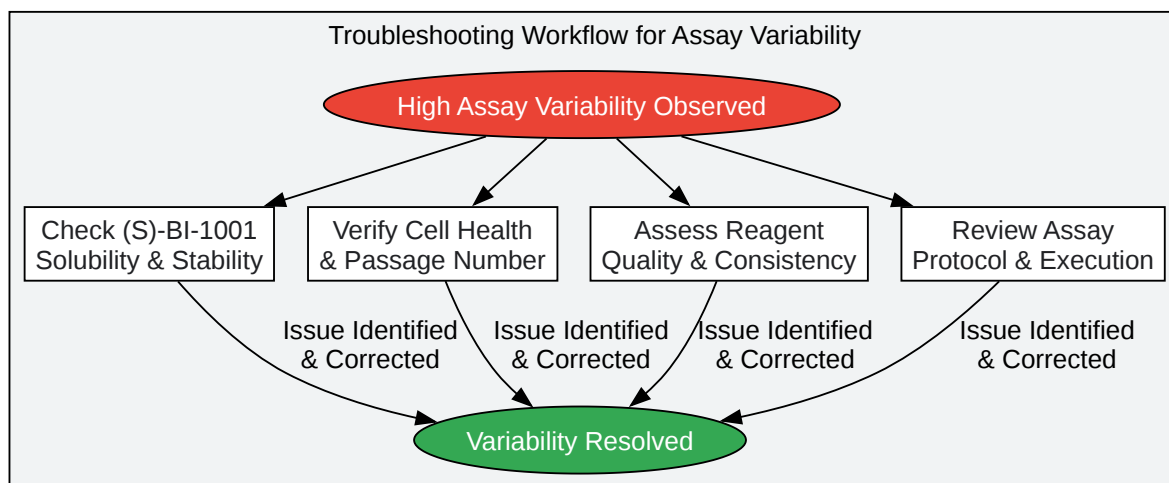 Troubleshooting Workflow for Assay Variability
High Assay Variability Observed
Check (S)-BI-1001
Solubility & Stability
Verify Cell Health
& Passage Number
Assess Reagent
Quality & Consistency
Review Assay
Protocol & Execution
Issue Identified
& Corrected
Issue Identified
& Corrected
Issue Identified
& Corrected
Issue Identified
& Corrected
Variability Resolved